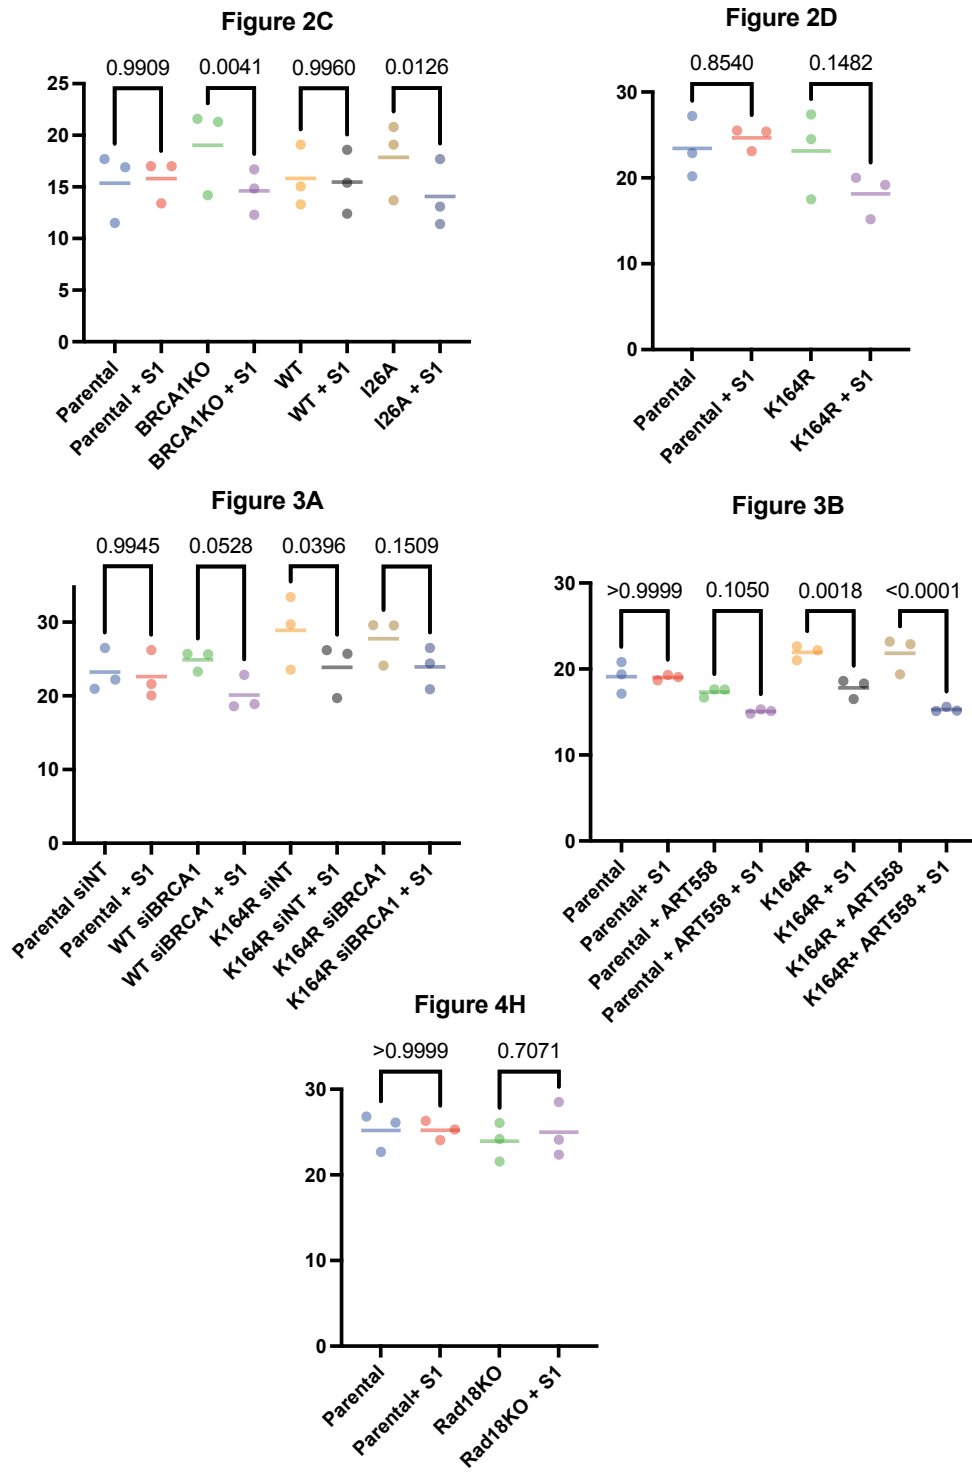 Figure 2C
0.9909 0.0041 0.9960 0.0126
25
20
15
10
5
0
Parental
Parental + S1
BRCA1KO
BRCA1KO + S1
WT
WT + S1
I26A
I26A + S1
Figure 2D
0.8540 0.1482
30
20
10
0
Parental
Parental + S1
K164R
K164R + S1
Figure 3A
0.9945 0.0528 0.0396 0.1509
30
20
10
0
Parental siNT
Parental + S1
WT siBRCA1
WT siBRCA1 + S1
K164R siNT
K164R siNT + S1
K164R siBRCA1
K164R siBRCA1 + S1
Figure 3B
>0.9999 0.1050 0.0018 <0.0001
30
20
10
0
Parental
Parental+ S1
Parental + ART558
Parental + ART558 + S1
K164R
K164R + S1
K164R + ART558
K164R+ ART558 + S1
Figure 4H
>0.9999 0.7071
30
20
10
0
Parental
Parental+ S1
Rad18KO
Rad18KO + S1